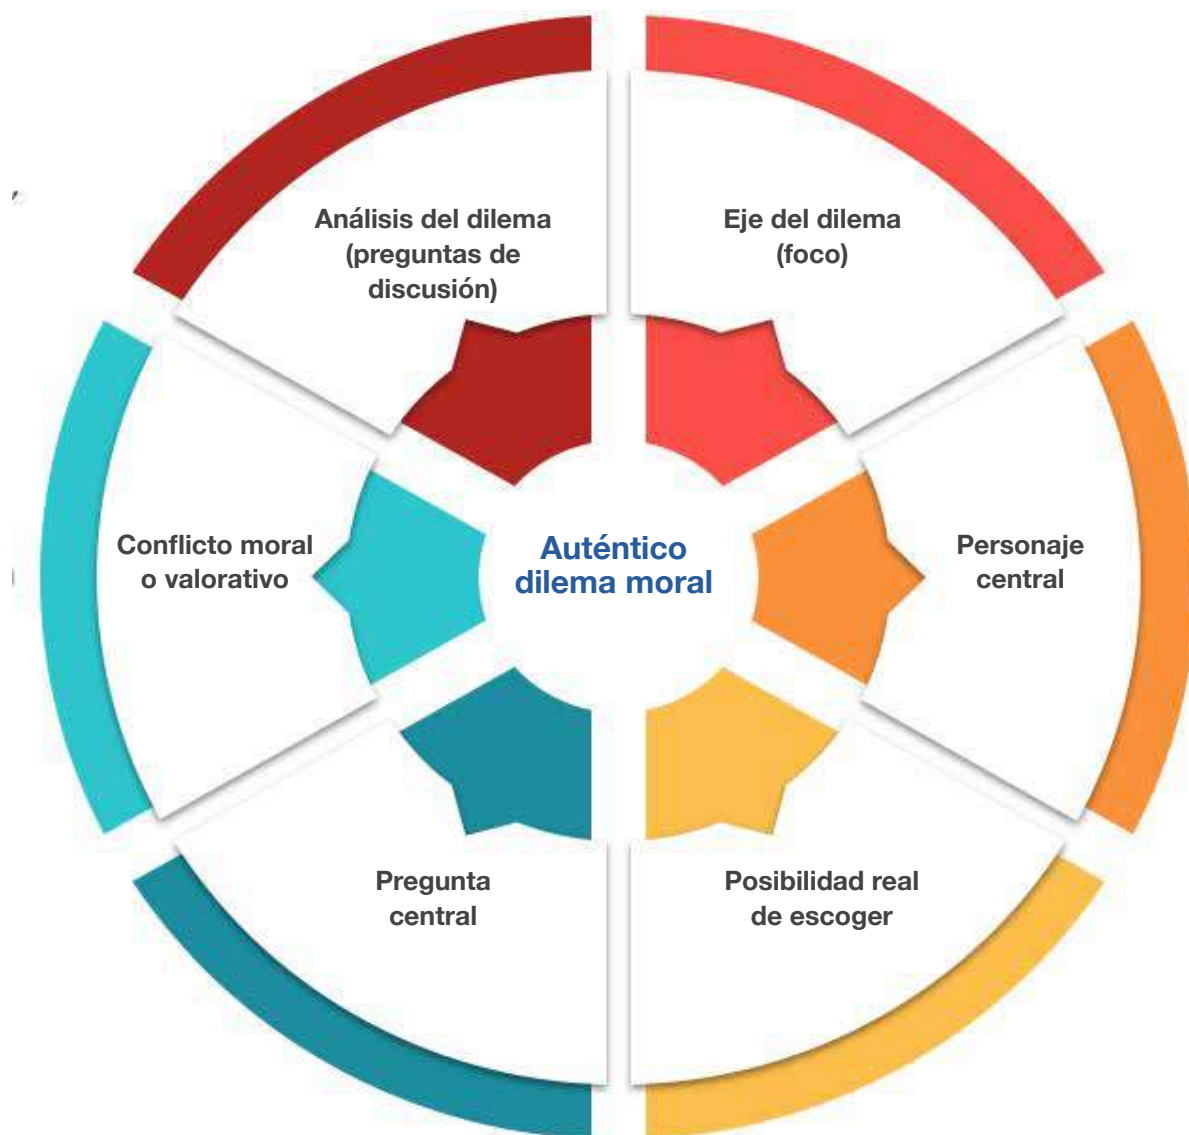 Análisis del dilema
(preguntas de
discusión)
Eje del dilema
(foco)
Conflicto moral
o valorativo
Auténtico
dilema moral
Personaje
central
Pregunta
central
Posibilidad real
de escoger